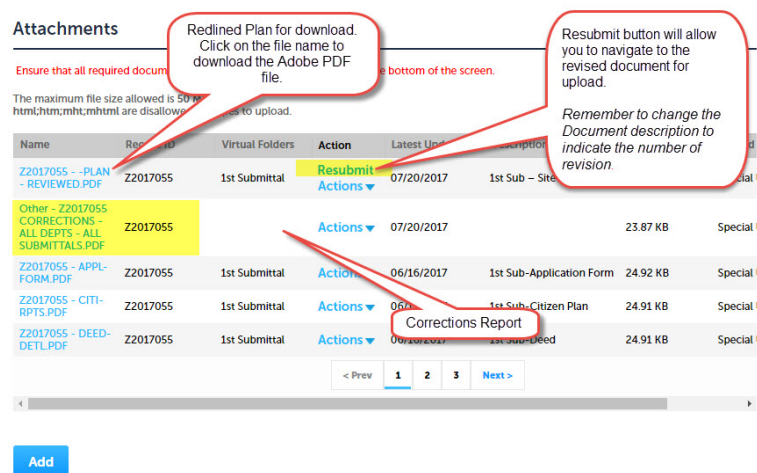 Attachments
Redlined Plan for download.
Click on the file name to
download the Adobe PDF
file.
Resubmit button will allow
you to navigate to the
revised document for
upload.
Remember to change the
Document description to
indicate the number of
revision.
Ensure that all required docum
e bottom of the screen.
The maximum file size allowed is 50 M
html;htm;mht;mhtml are disallowe
es to upload.
Name Re ID Virtual Folders Action Latest Upd
Z2017055 - -PLAN
- REVIEWED.PDF
Z2017055 1st Submittal Resubmit
Actions 07/20/2017 1st Sub – Site
Other - Z2017055
CORRECTIONS -
ALL DEPTS - ALL
SUBMITTALS.PDF
Z2017055 Actions 07/20/2017 23.87 KB Special
Z2017055 - APPL-
FORM.PDF
Z2017055 1st Submittal Actions 06/16/2017 1st Sub-Application Form 24.92 KB Special
Z2017055 - CITI-
RPTS.PDF
Z2017055 1st Submittal Actions 1st Sub-Citizen Plan 24.91 KB Special
Z2017055 - DEED-
DETL.PDF
Z2017055 1st Submittal Actions 06/16/2017 1st Sub-Deed 24.91 KB Special
Corrections Report
< Prev 1 2 3 Next >
Add